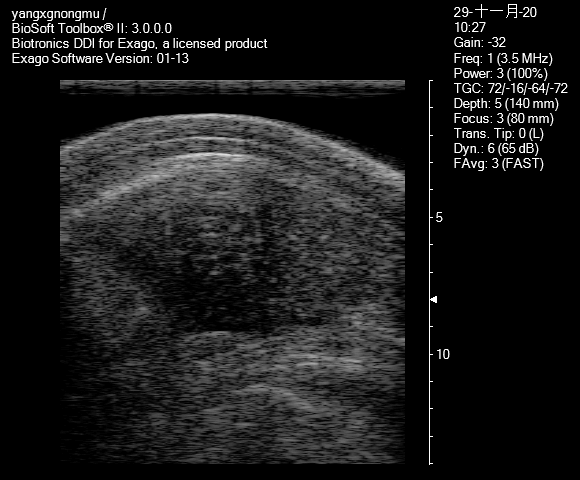 yangxgnongmu /
BioSoft Toolbox® II: 3.0.0.0
Biotronics DDI for Exago, a licensed product
Exago Software Version: 01-13
29-十一月-20
10:27
Gain: -32
Freq: 1 (3.5 MHz)
Power: 3 (100%)
TGC: 72/-16/-64/-72
Depth: 5 (140 mm)
Focus: 3 (80 mm)
Trans. Tip: 0 (L)
Dyn.: 6 (65 dB)
FAvg: 3 (FAST)
5
10